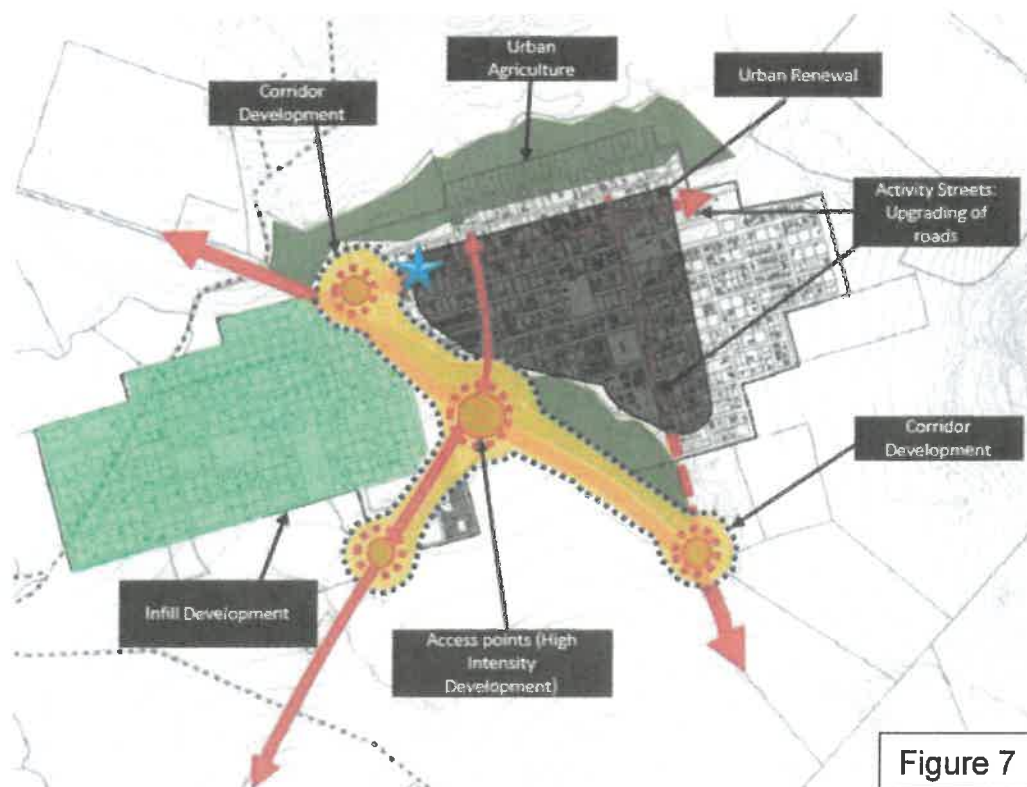 Urban
Agriculture
Urban Renewal
Corridor
Development
Activity Streets:
Upgrading of
roads
Corridor
Development
Infill Development
Access points (High
Intensity
Development)
Figure 7